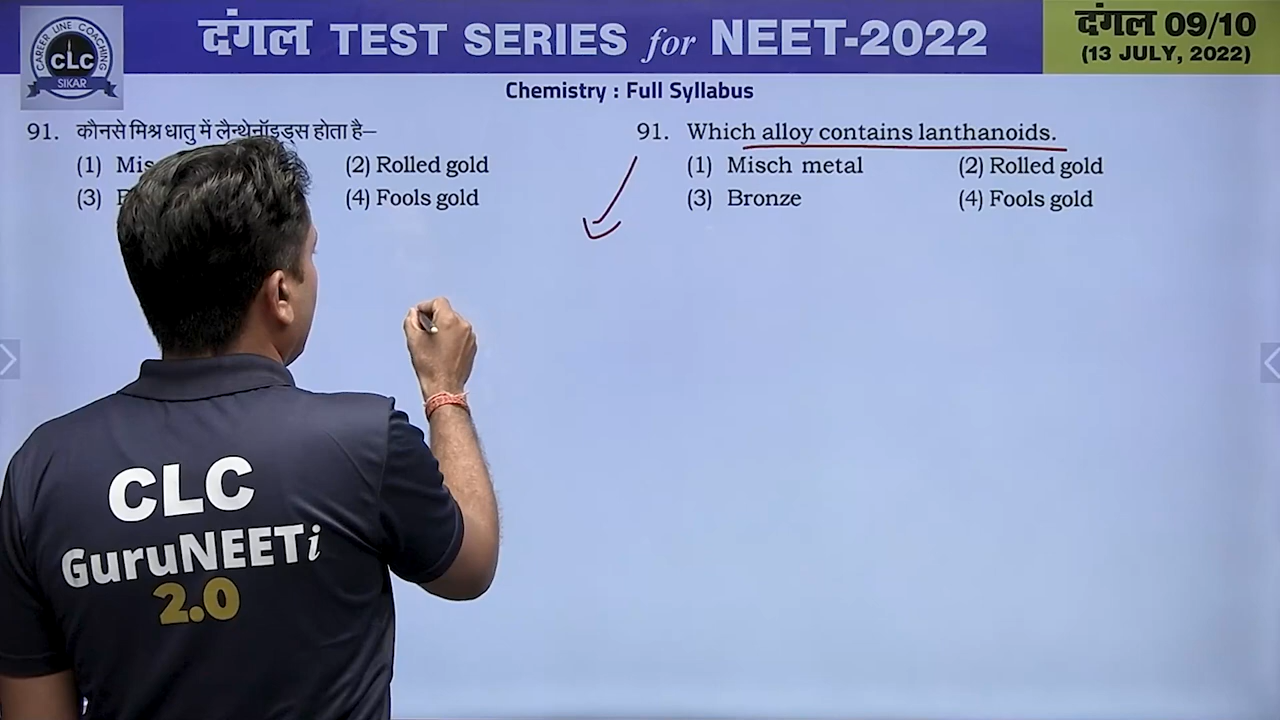 CAREER LINE COACHING
CLC
SIKAR
दंगल TEST SERIES for NEET-2022
दंगल 09/10
(13 JULY, 2022)
Chemistry : Full Syllabus
91. कौनसे मिश्रधातु में लैन्थेनॉइड्स होता है–
(1) Mis
(2) Rolled gold
(3)
(4) Fools gold
91. Which alloy contains lanthanoids.
(1) Misch metal (2) Rolled gold
(3) Bronze (4) Fools gold
CLC
GuruNEETi
2.0